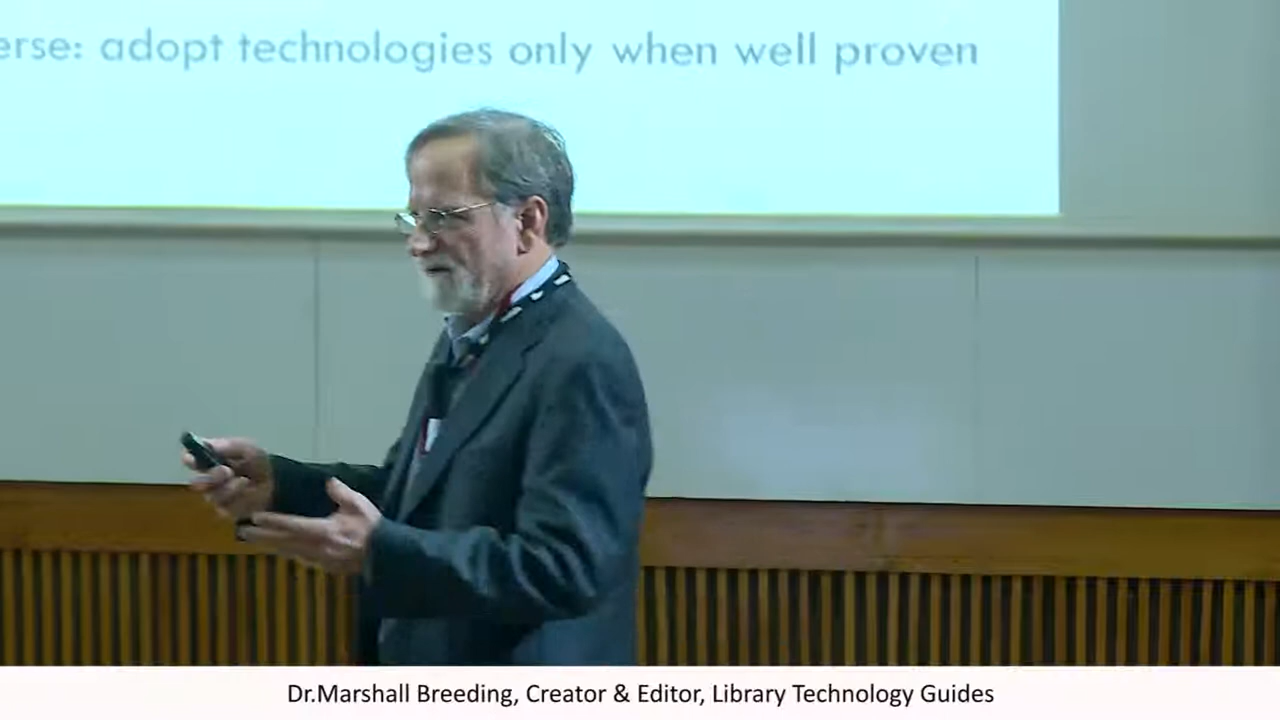 erse: adopt technologies only when well proven
Dr.Marshall Breeding, Creator & Editor, Library Technology Guides